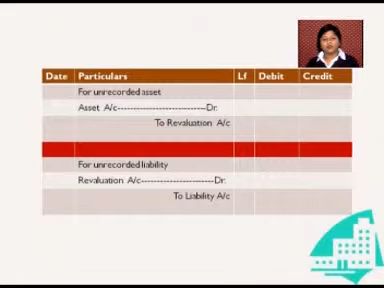 Date Particulars Lf Debit Credit
For unrecorded asset
Asset A/c---------------------------Dr.
To Revaluation A/c
For unrecorded liability
Revaluation A/c-----------------------Dr.
To Liability A/c